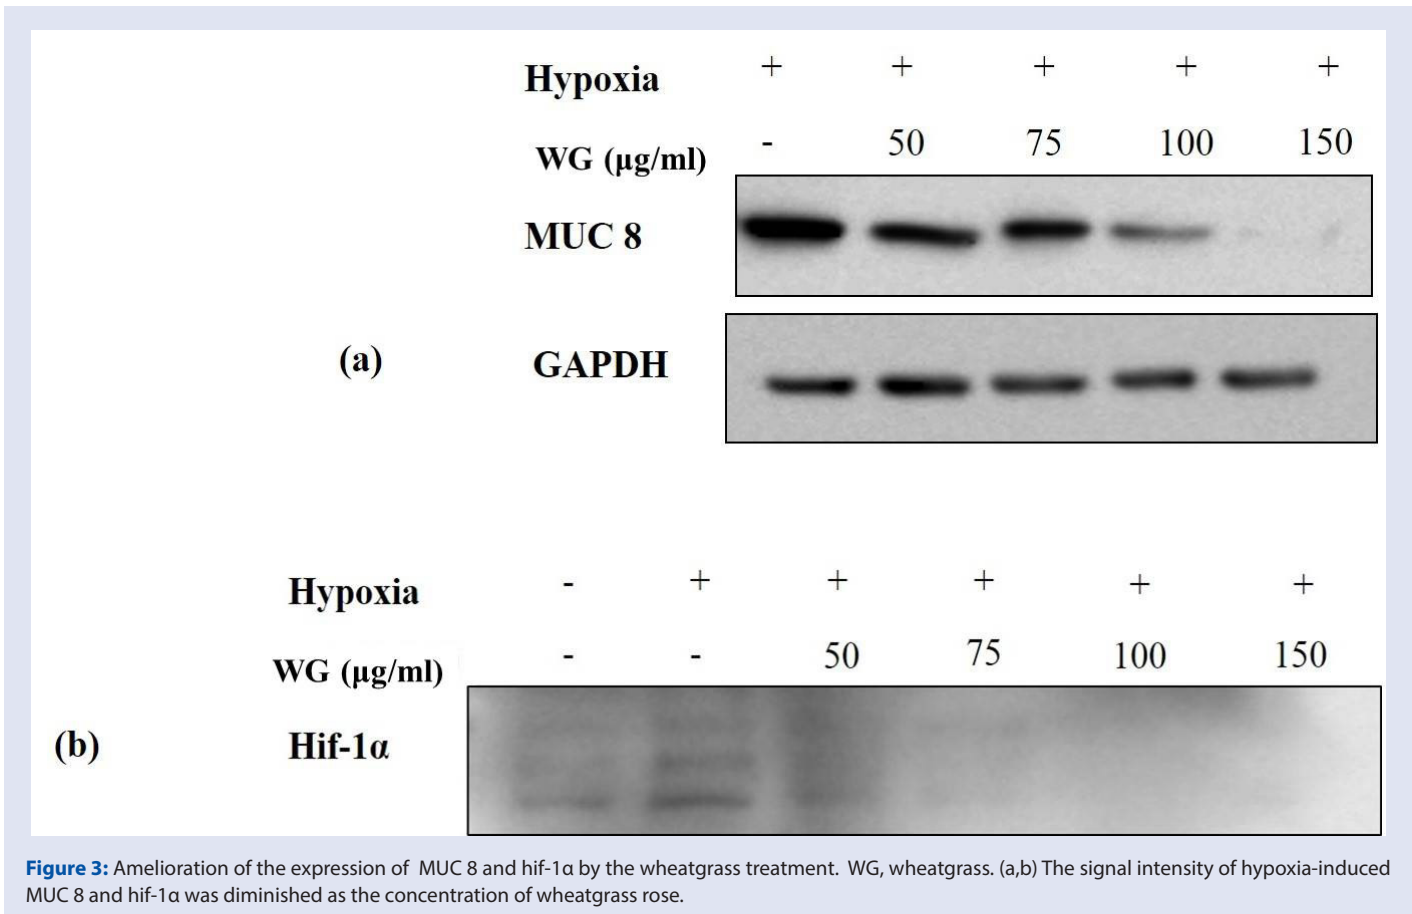 Hypoxia + + + + +
WG (μg/ml) - 50 75 100 150
MUC 8
(a) GAPDH
Hypoxia - + + + + +
WG (μg/ml) - - 50 75 100 150
(b) Hif-1α
Figure 3: Amelioration of the expression of MUC 8 and hif-1α by the wheatgrass treatment. WG, wheatgrass. (a,b) The signal intensity of hypoxia-induced
MUC 8 and hif-1α was diminished as the concentration of wheatgrass rose.